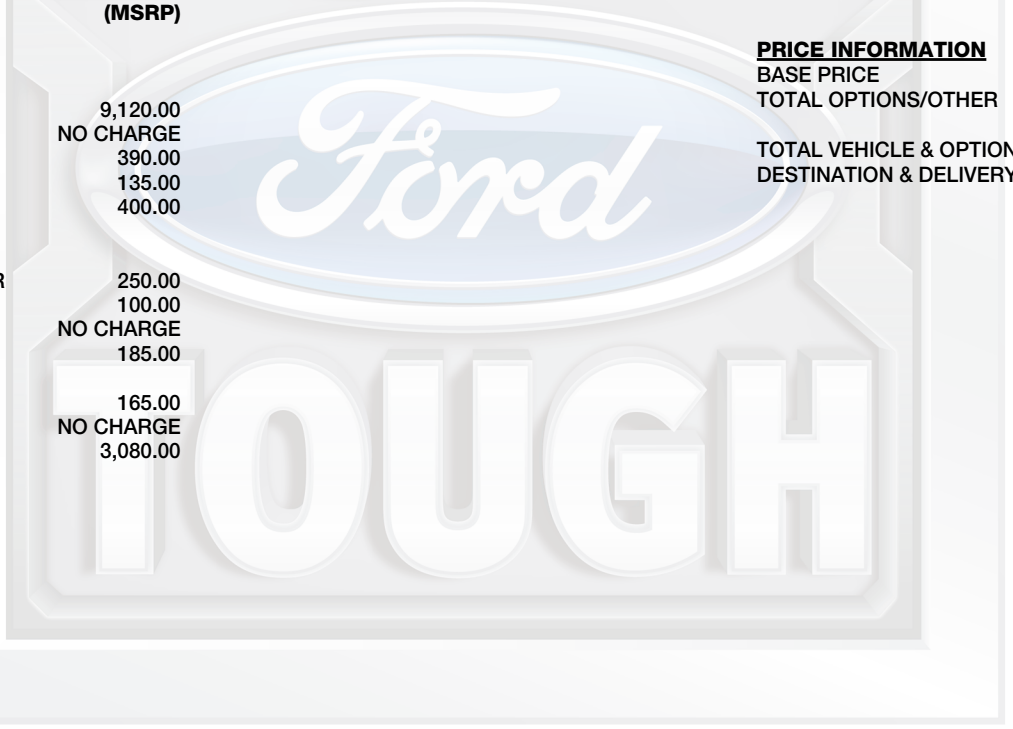 (MSRP)
9,120.00
NO CHARGE
390.00
135.00
400.00
R 250.00
100.00
NO CHARGE
185.00
165.00
NO CHARGE
3,080.00
PRICE INFORMATION
BASE PRICE
TOTAL OPTIONS/OTHER
TOTAL VEHICLE & OPTION
DESTINATION & DELIVERY
Ford
TOUGH